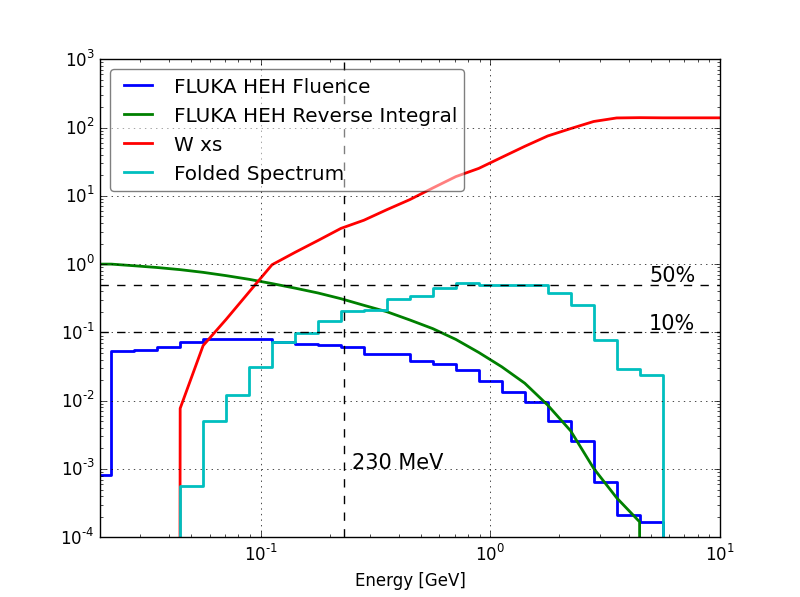 10³
10²
10¹
10⁰
10⁻¹
10⁻²
10⁻³
10⁻⁴
FLUKA HEH Fluence
FLUKA HEH Reverse Integral
W xs
Folded Spectrum
50%
10%
230 MeV
10⁻¹ 10⁰ 10¹
Energy [GeV]